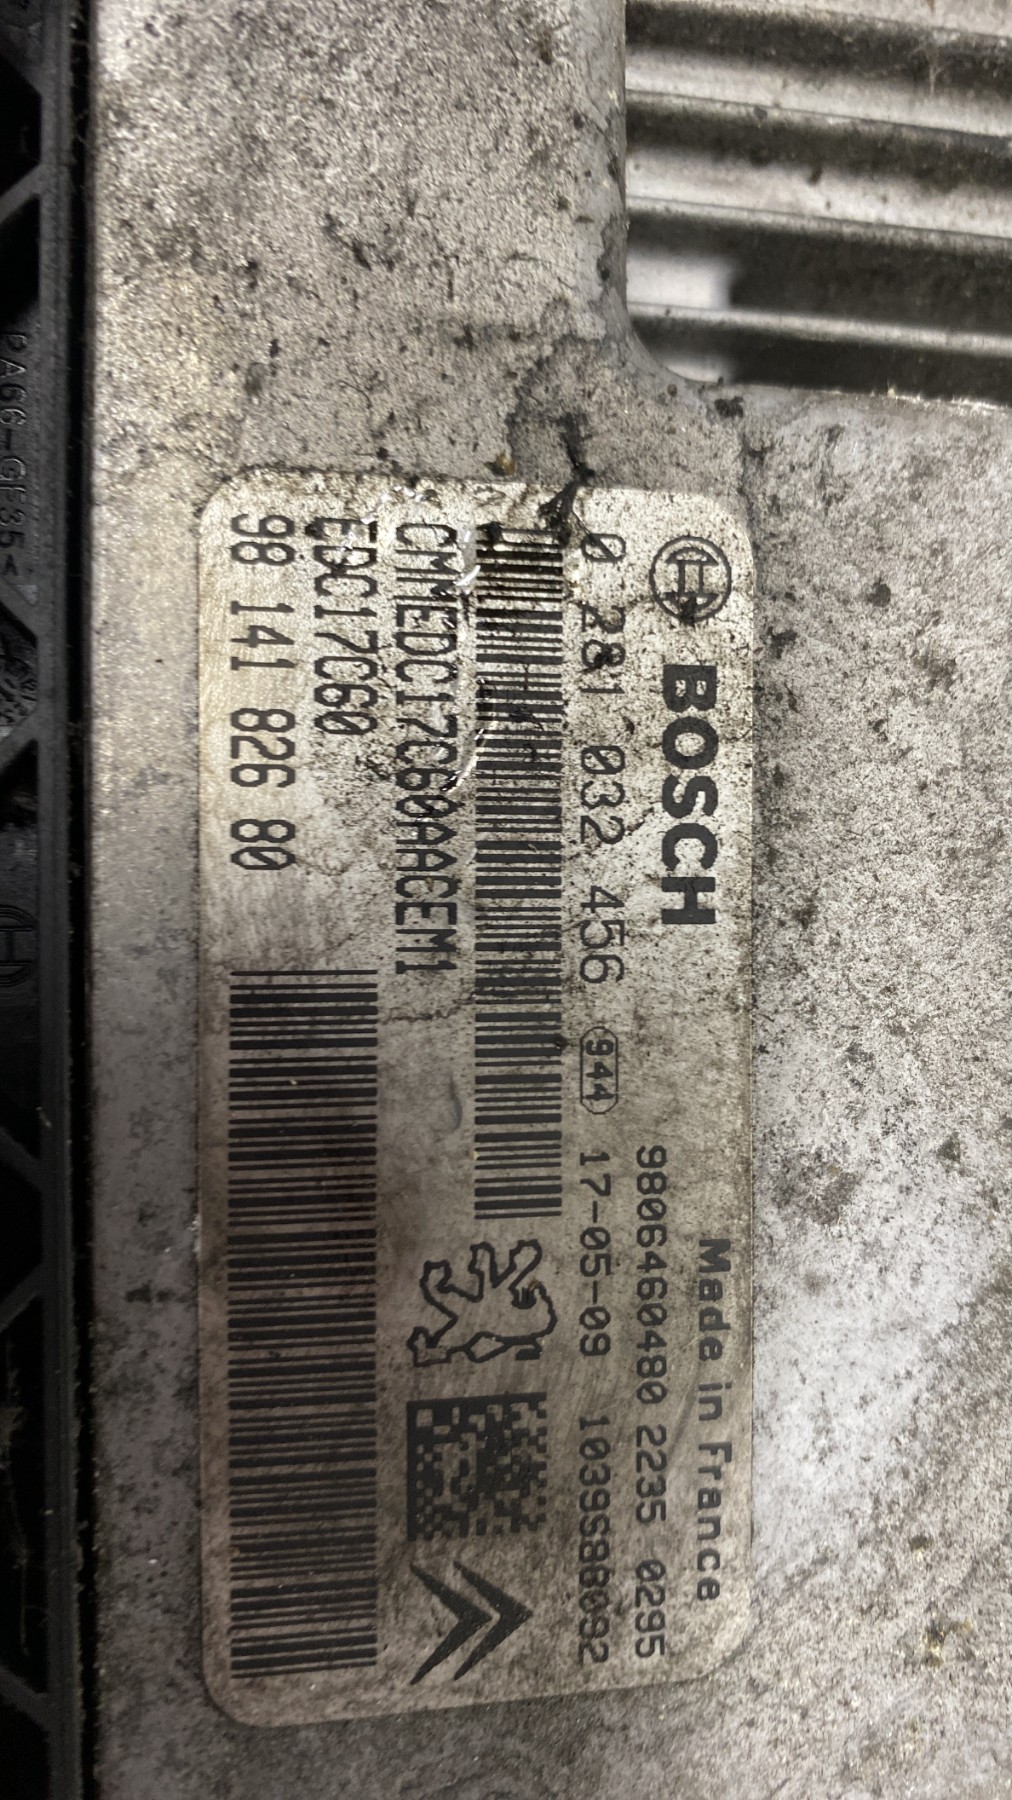 BOSCH
Made in France
9806460480 2235 0295
0 281 032 456 944 17-05-09 1039S88092
CMMEDC17C60AACEM1
EDC17C60
98 141 826 80
PA66-GF35<